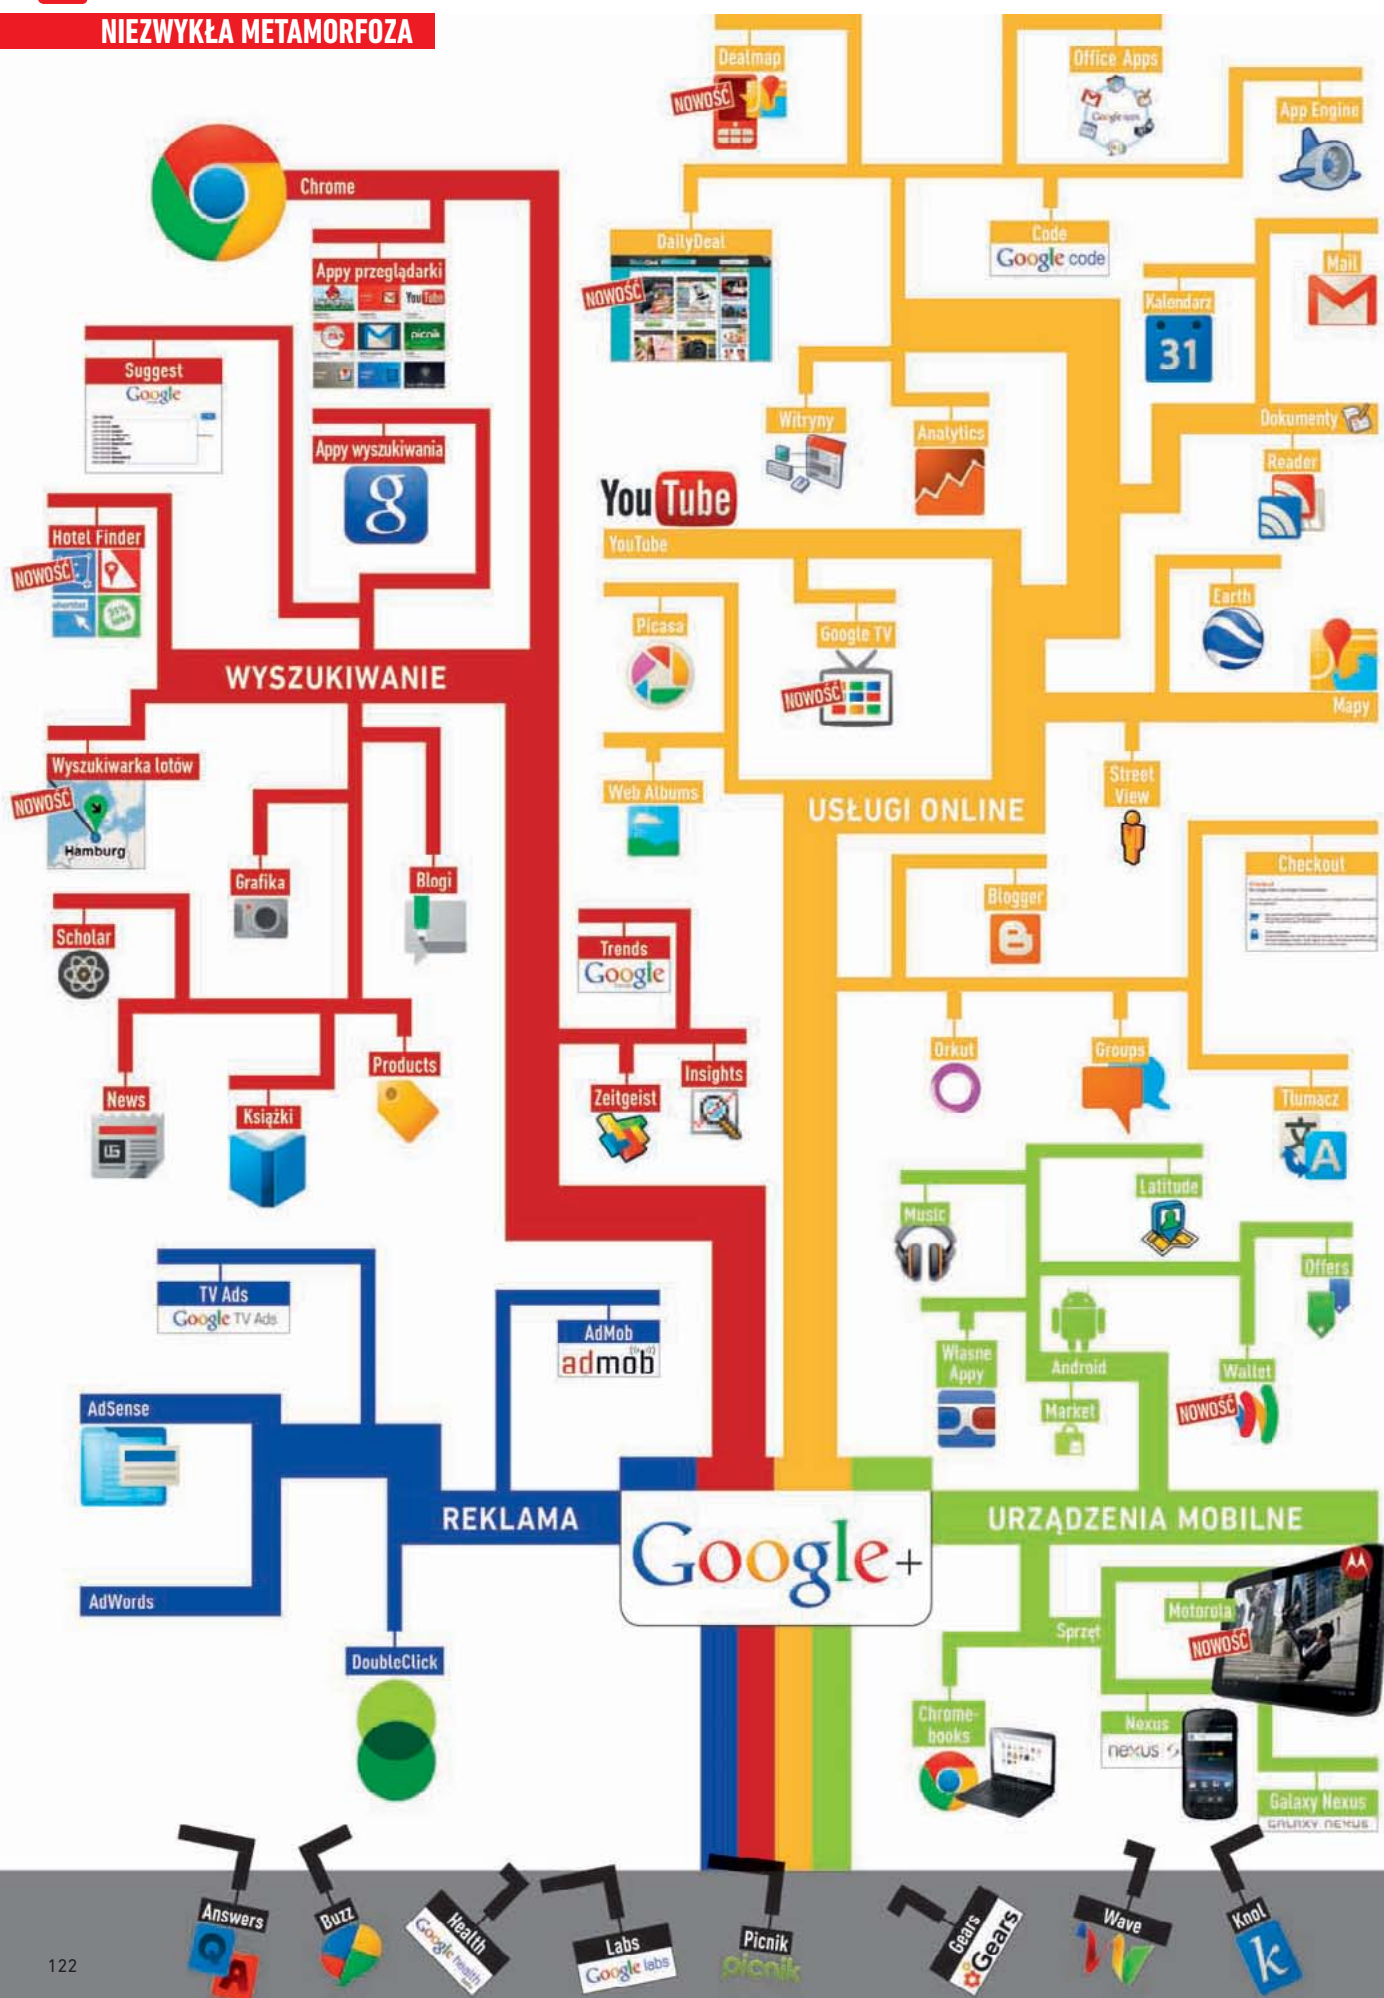 NIEZWYKŁA METAMORFOZA
Dealmap
NOWOŚĆ
Office Apps
Google apps
App Engine
Chrome
Appy przeglądarki
YouTube
picnik
DailyDeal
NOWOŚĆ
Code
Google code
Mail
Kalendarz
31
Suggest
Google
Appy wyszukiwania
g
Witryny
Analytics
Dokumenty
Reader
YouTube
YouTube
Hotel Finder
NOWOŚĆ
Picasa
Google TV
NOWOŚĆ
Earth
WYSZUKIWANIE
Mapy
Wyszukiwarka lotów
NOWOŚĆ
Hamburg
Web Albums
USŁUGI ONLINE
Street
View
Checkout
Grafika
Blogi
Blogger
Scholar
Trends
Google
Orkut
Groups
Products
Insights
News
Książki
Zeitgeist
Tłumacz
A
Latitude
Music
Offers
TV Ads
Google TV Ads
AdMob
admob
Własne
Appy
Android
Wallet
NOWOŚĆ
Market
AdSense
REKLAMA
Google+
URZĄDZENIA MOBILNE
AdWords
Motorola
NOWOŚĆ
Sprzęt
DoubleClick
Chrome-
books
Nexus
nexus S
Galaxy Nexus
GALAXY NEXUS
Answers
Q
A
Buzz
Health
Google health
Labs
Google labs
Picnik
picnik
Gears
Gears
Wave
Knol
k
122